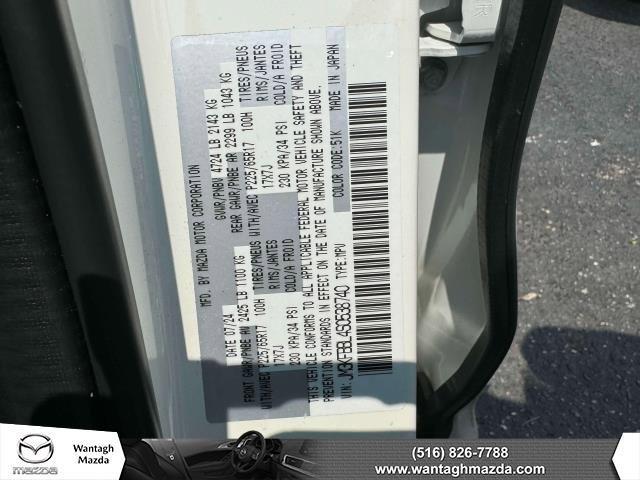 MFD. BY MAZDA MOTOR CORPORATION
DATE 07/24 GVWR/PNBV 4724 LB 2143 KG
FRONT GAWR/PNBE AV 2425 LB 1100 KG REAR GAWR/PNBE AR 2299 LB 1043 KG
WITH/AVEC P225/65R17 100H TIRES/PNEUS WITH/AVEC P225/65R17 100H TIRES/PNEUS
17X7J RIMS/JANTES 17X7J RIMS/JANTES
230 KPA/34 PSI COLD/A FROID 230 KPA/34 PSI COLD/A FROID
THIS VEHICLE CONFORMS TO ALL APPLICABLE FEDERAL MOTOR VEHICLE SAFETY AND THEFT
PREVENTION STANDARDS IN EFFECT ON THE DATE OF MANUFACTURE SHOWN ABOVE.
VIN: JM3KFBBL4S0638740 TYPE:MPV COLOR CODE:51K MADE IN JAPAN
mazda
Wantagh
Mazda
(516) 826-7788
www.wantaghmazda.com